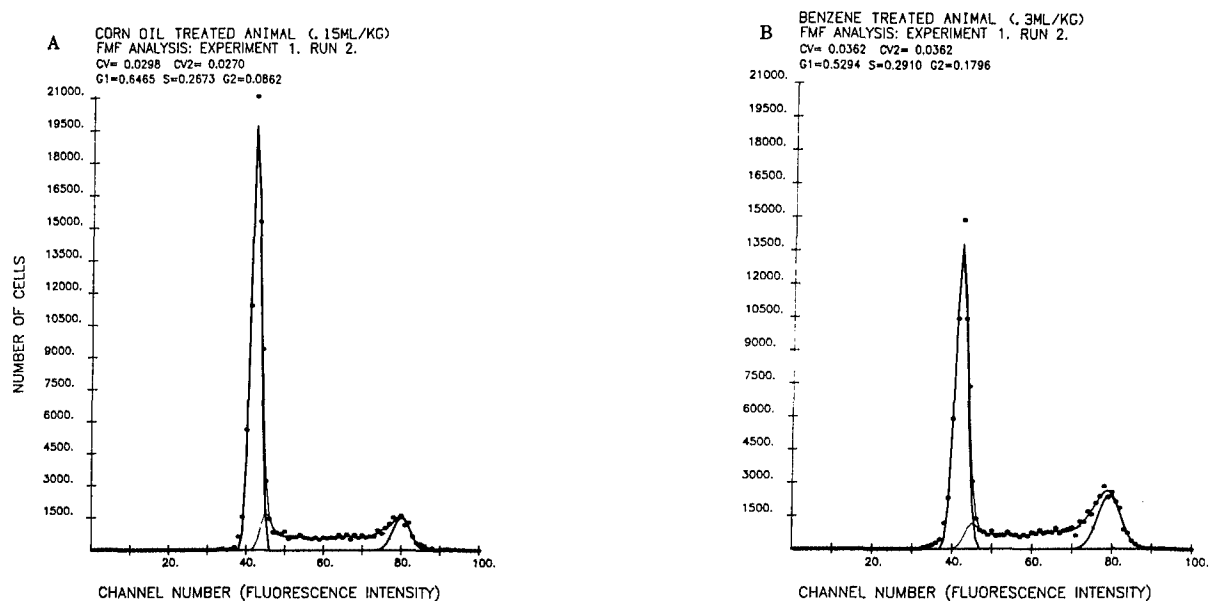 A
CORN OIL TREATED ANIMAL (.15ML/KG)
FMF ANALYSIS: EXPERIMENT 1. RUN 2.
CV= 0.0298 CV2= 0.0270
G1=0.6465 S=0.2673 G2=0.0862
21000.
19500.
18000.
16500.
15000.
13500.
12000.
10500.
9000.
7500.
6000.
4500.
3000.
1500.
NUMBER OF CELLS
20. 40. 60. 80. 100.
CHANNEL NUMBER (FLUORESCENCE INTENSITY)
B
BENZENE TREATED ANIMAL (.3ML/KG)
FMF ANALYSIS: EXPERIMENT 1. RUN 2.
CV= 0.0362 CV2= 0.0362
G1=0.5294 S=0.2910 G2=0.1796
21000.
19500.
18000.
16500.
15000.
13500.
12000.
10500.
9000.
7500.
6000.
4500.
3000.
1500.
20. 40. 60. 80. 100.
CHANNEL NUMBER (FLUORESCENCE INTENSITY)